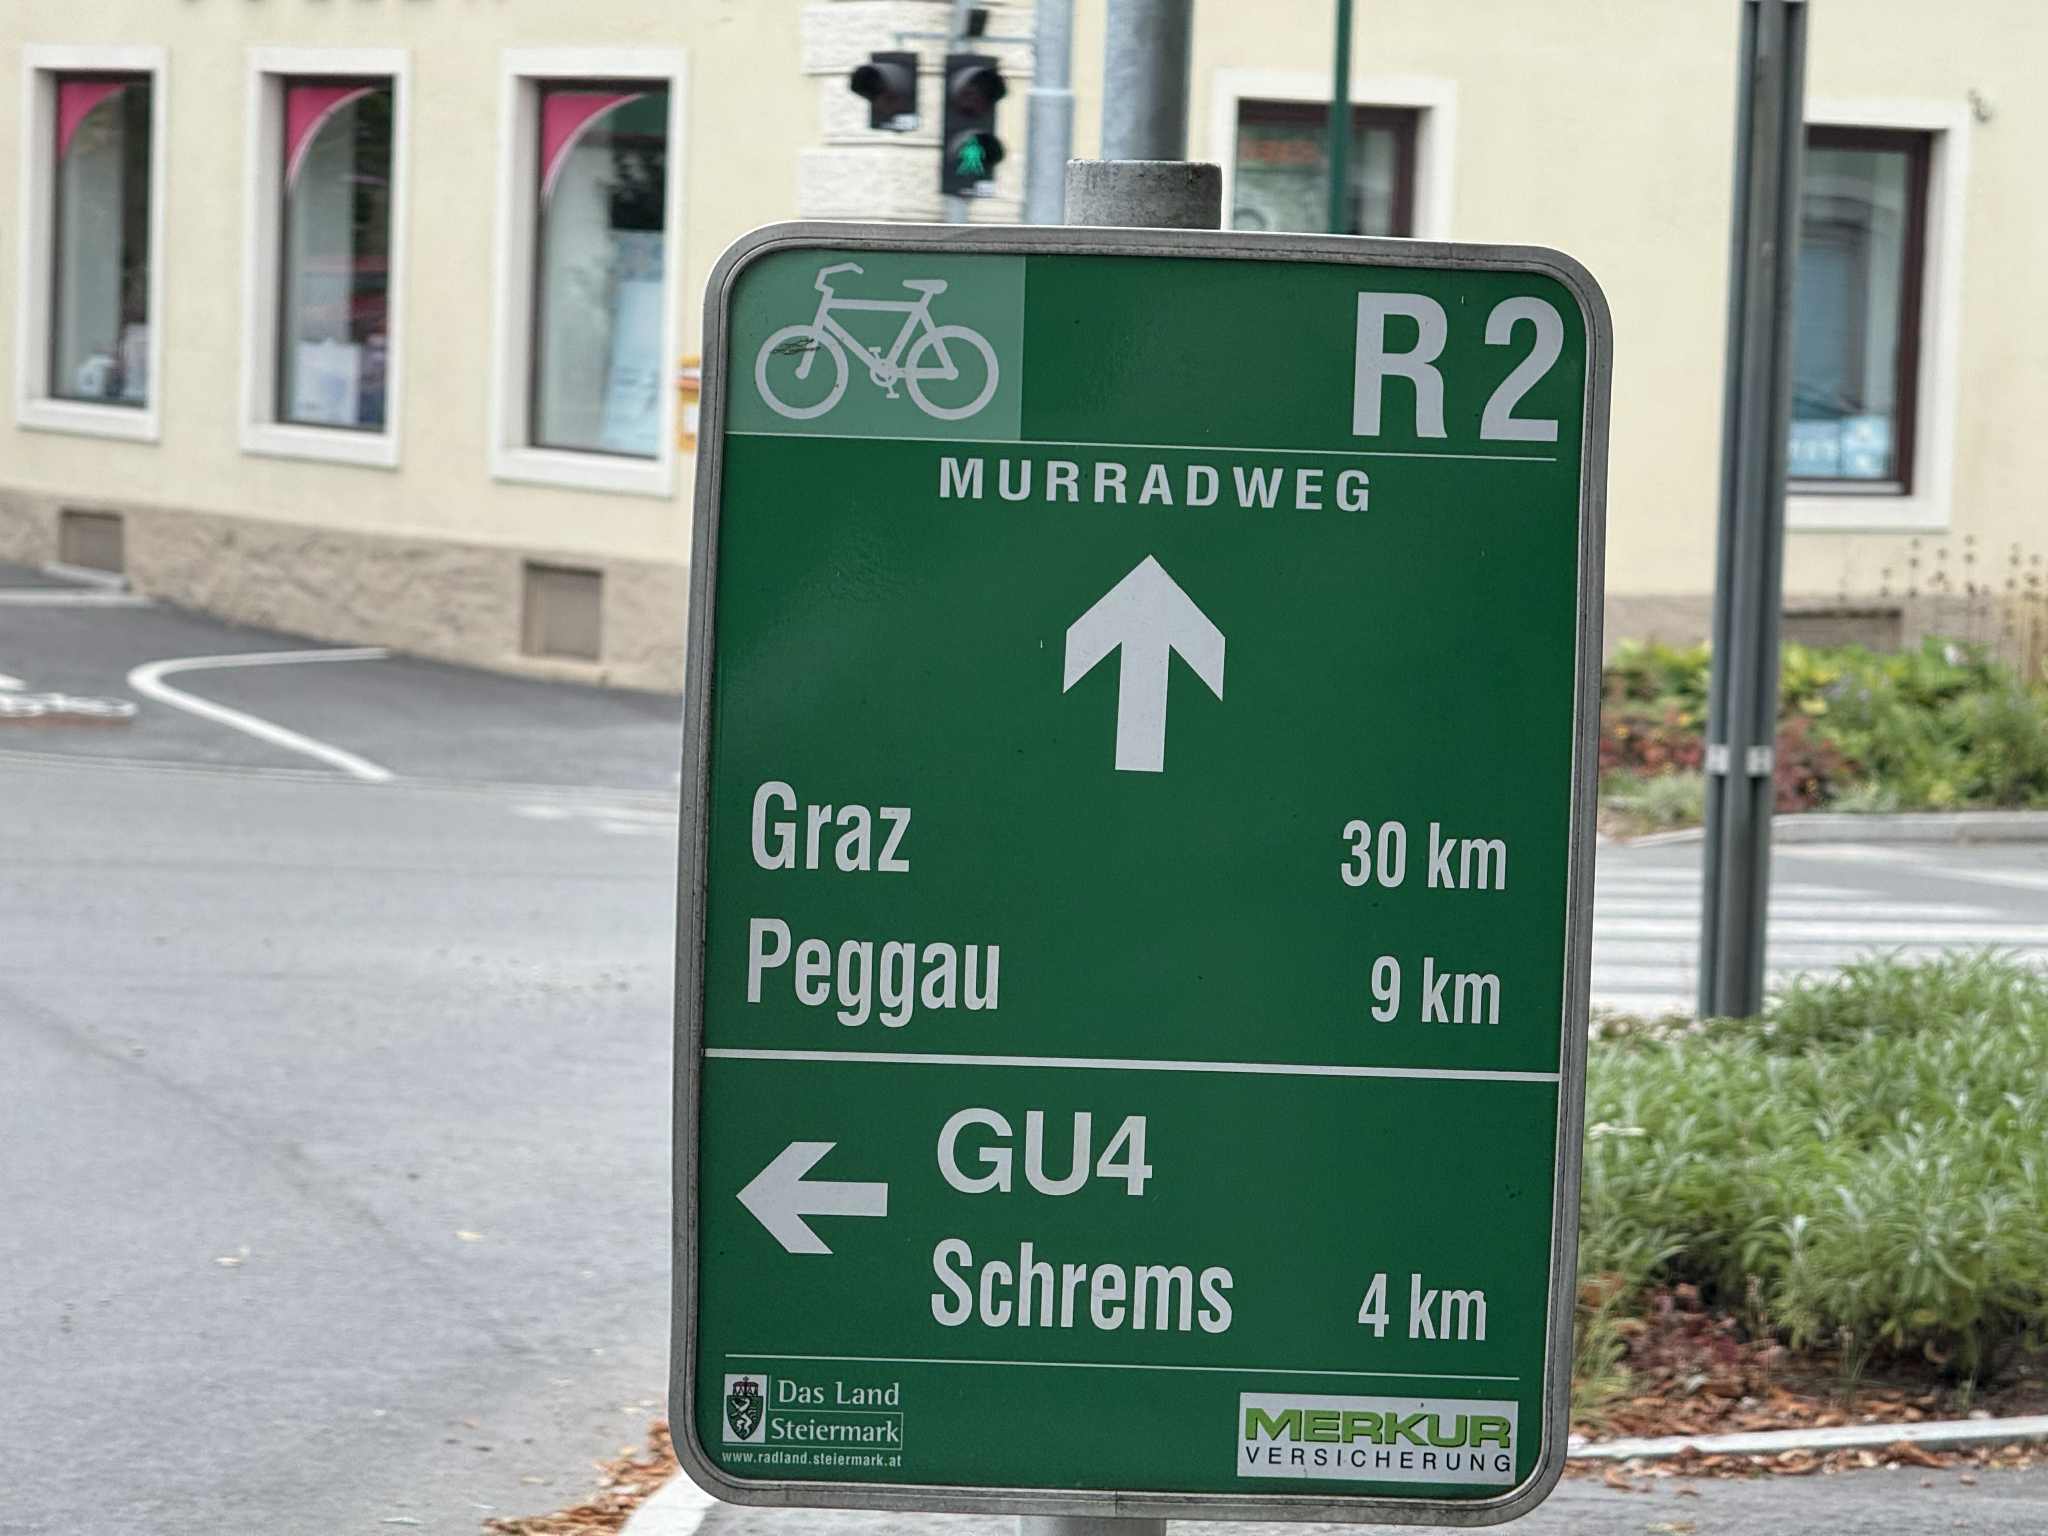 R 2
MURRADWEG
Graz 30 km
Peggau 9 km
GU4
Schrems 4 km
Das Land
Steiermark
www.radland.steiermark.at
MERKUR
VERSICHERUNG